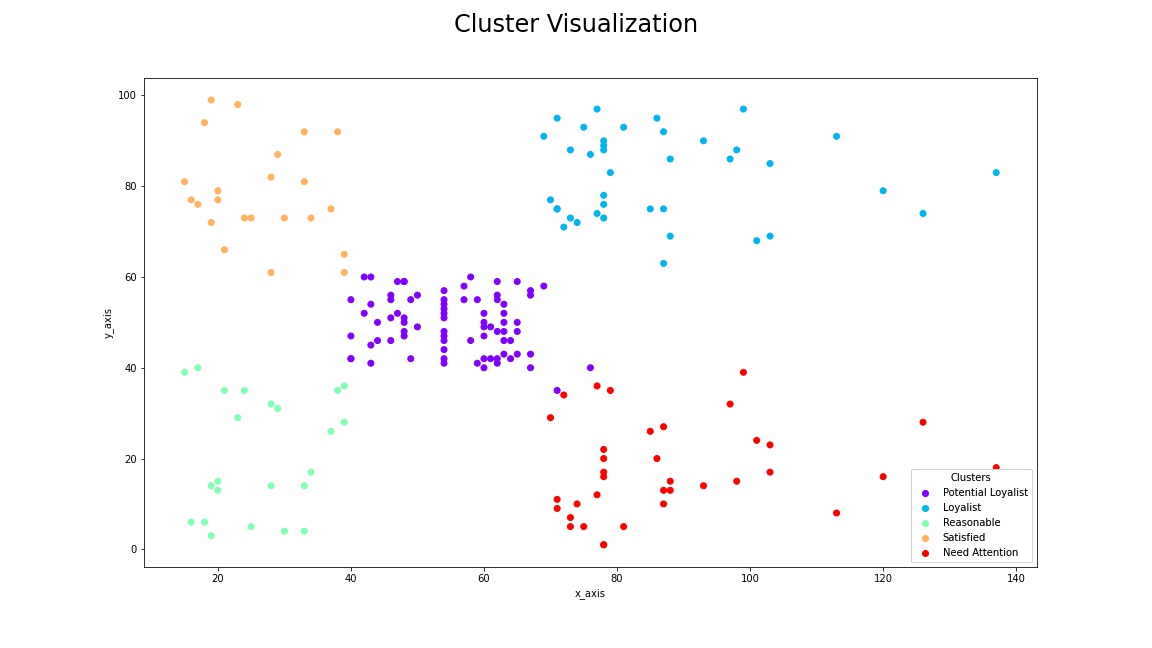 Cluster Visualization
100
80
60
40
20
0
y_axis
20 40 60 80 100 120 140
x_axis
Clusters
Potential Loyalist
Loyalist
Reasonable
Satisfied
Need Attention